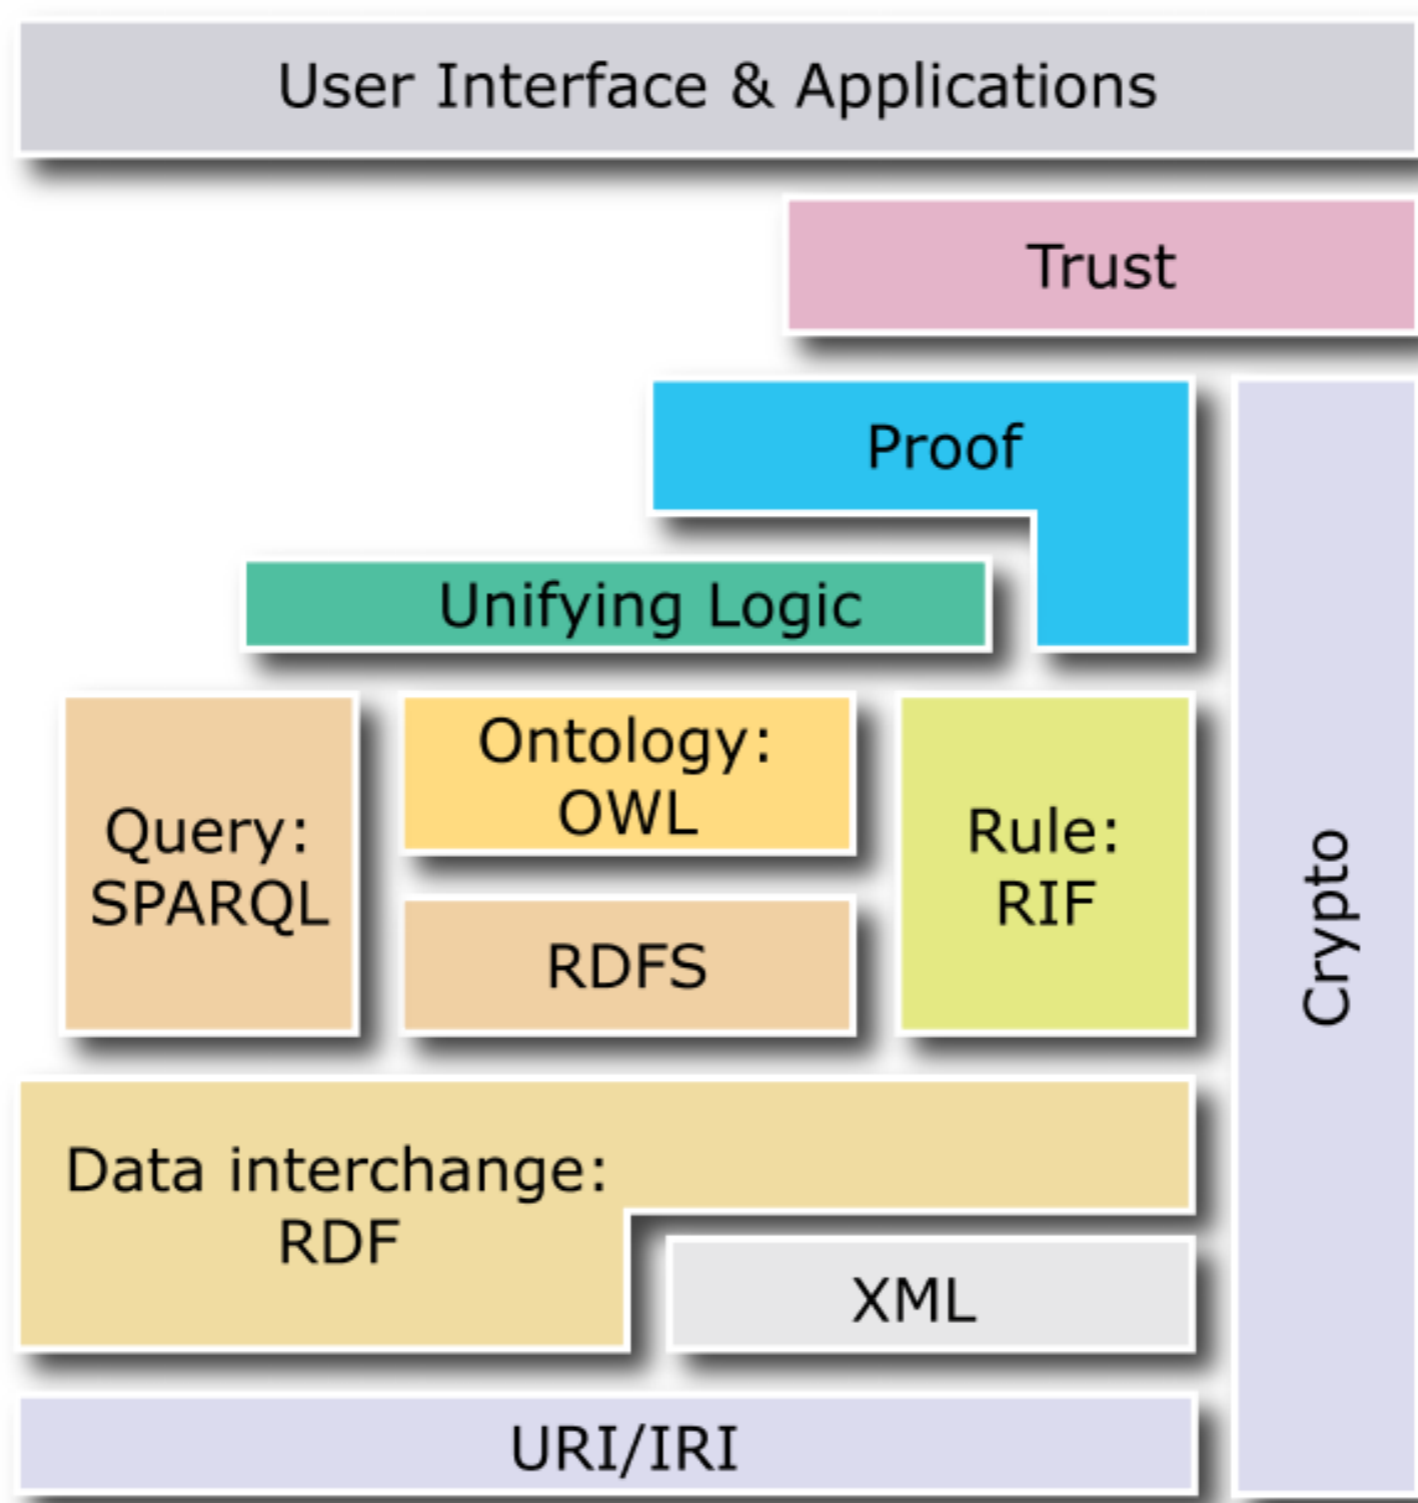 User Interface & Applications
Trust
Proof
Unifying Logic
Query:
SPARQL
Ontology:
OWL
RDFS
Rule:
RIF
Crypto
Data interchange:
RDF
XML
URI/IRI